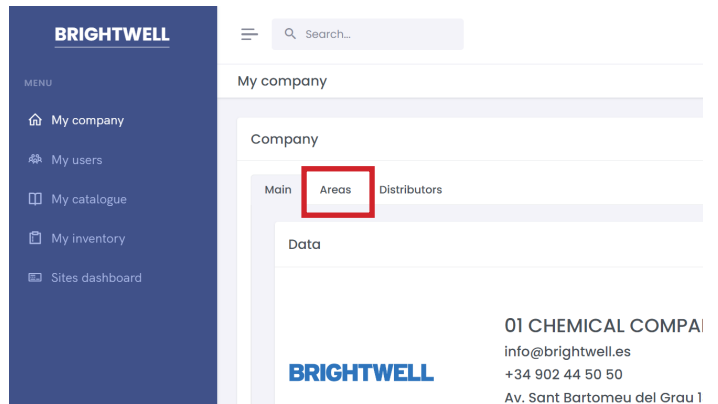 BRIGHTWELL
Search...
MENU
My company
My company
My users
My catalogue
My inventory
Sites dashboard
Company
Main Areas Distributors
Data
BRIGHTWELL
01 CHEMICAL COMPA
info@brightwell.es
+34 902 44 50 50
Av. Sant Bartomeu del Grau 1